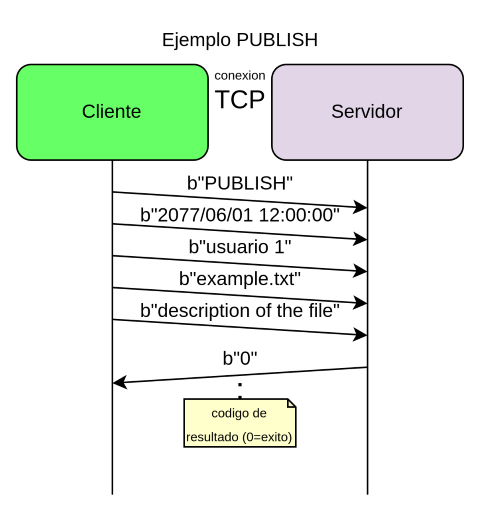 Ejemplo PUBLISH
conexion
TCP
Cliente
Servidor
b"PUBLISH"
b"2077/06/01 12:00:00"
b"usuario 1"
b"example.txt"
b"description of the file"
b"0"
codigo de
resultado (0=exito)